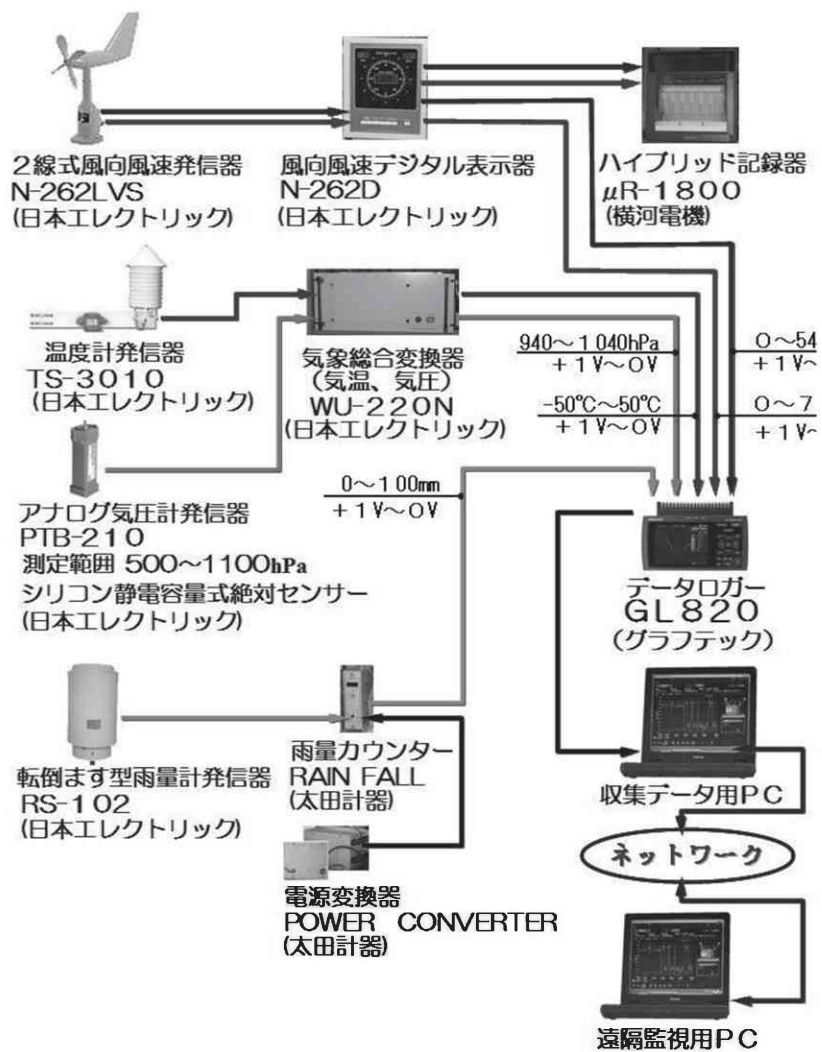 2線式風向風速発信器
N-262LVS
(日本エレクトリック)
風向風速デジタル表示器
N-262D
(日本エレクトリック)
ハイブリッド記録器
μR-1800
(横河電機)
温度計発信器
TS-3010
(日本エレクトリック)
気象総合変換器
(気温、気圧)
WU-220N
(日本エレクトリック)
940～1040hPa
+1V～0V
0～54
+1V~
-50℃～50℃
+1V～0V
0～7
+1V~
アナログ気圧計発信器
PTB-210
測定範囲 500～1100hPa
シリコン静電容量式絶対センサー
(日本エレクトリック)
0～100mm
+1V～0V
データロガー
GL820
(グラフテック)
転倒ます型雨量計発信器
RS-102
(日本エレクトリック)
雨量カウンター
RAIN FALL
(太田計器)
電源変換器
POWER CONVERTER
(太田計器)
収集データ用PC
ネットワーク
遠隔監視用PC